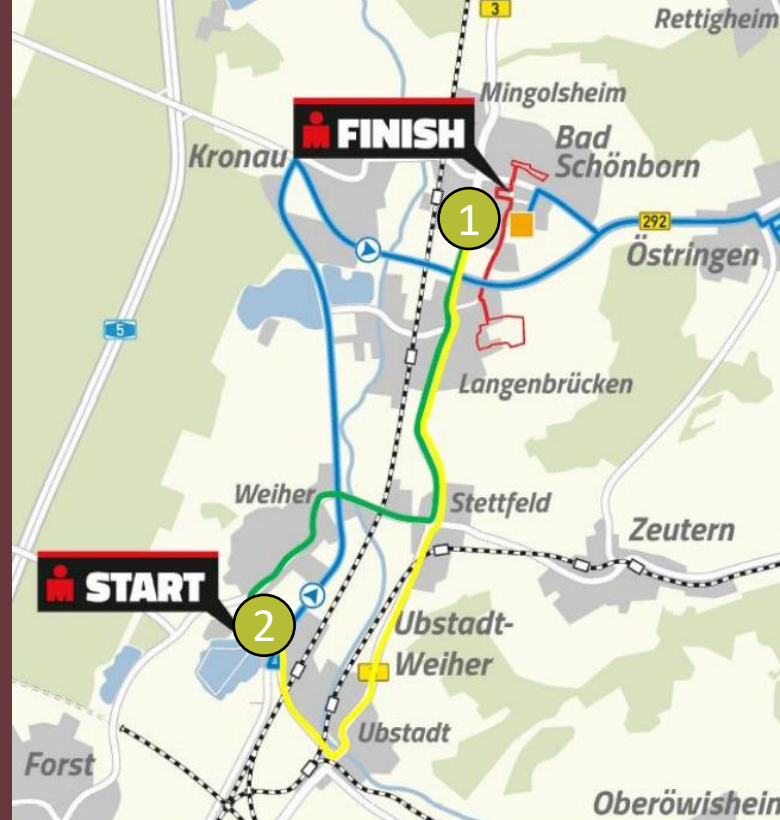 3
Rettigheim
Mingolsheim
FINISH
Bad
Schönborn
Kronau
1
292
Östringen
5
Langenbrücken
Weiher
Stettfeld
Zeutern
START
2
Ubstadt-
Weiher
Ubstadt
Forst
Oberöwisheim